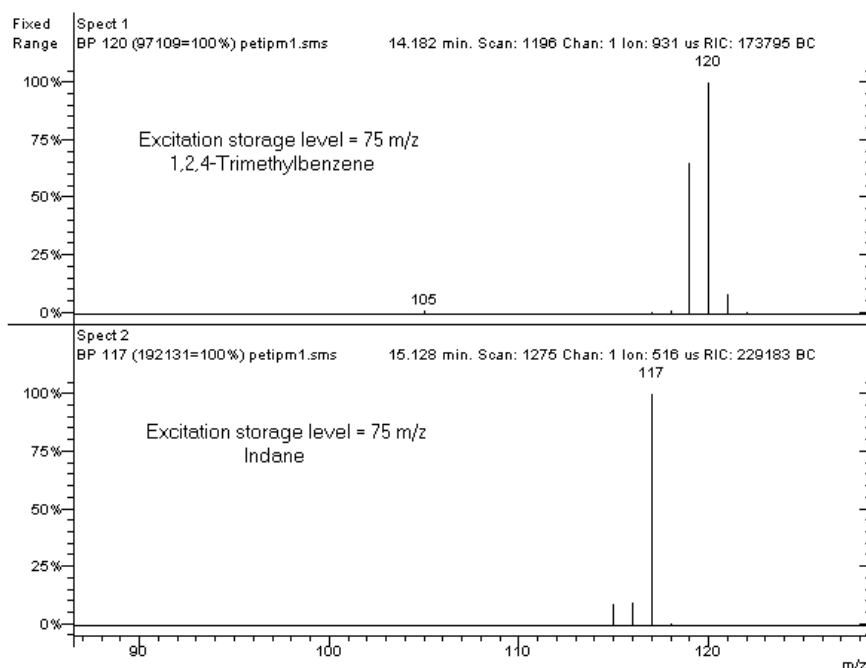 Fixed
Range
Spect 1
BP 120 (97109=100%) petipm1.sms 14.182 min. Scan: 1196 Chan: 1 Ion: 931 us RIC: 173795 BC
120
100%
75%
50%
25%
0%
Excitation storage level = 75 m/z
1,2,4-Trimethylbenzene
105
Spect 2
BP 117 (192131=100%) petipm1.sms 15.128 min. Scan: 1275 Chan: 1 Ion: 516 us RIC: 229183 BC
117
100%
75%
50%
25%
0%
Excitation storage level = 75 m/z
Indane
90 100 110 120
m/z